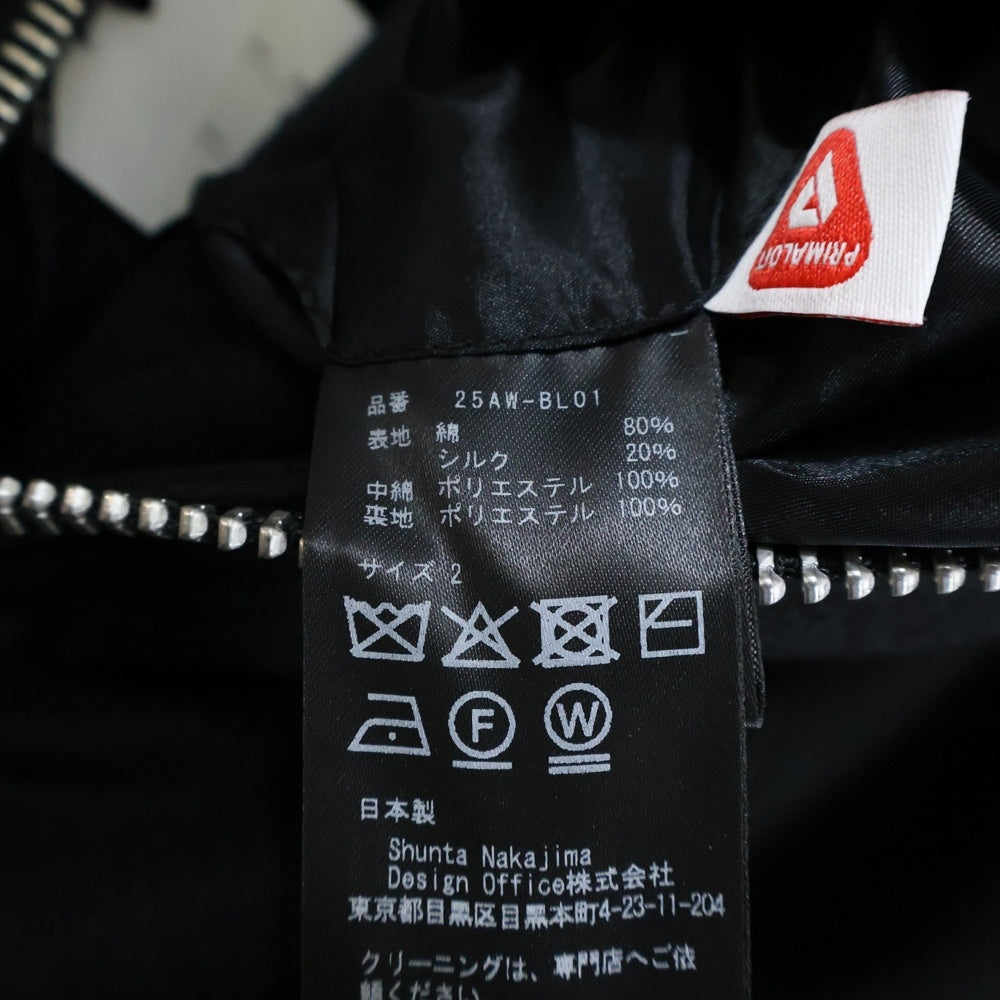 PRIMALOFT
品番 25AW-BL01
表地 綿 80%
シルク 20%
中綿 ポリエステル 100%
裏地 ポリエステル 100%
サイズ 2
F W
日本製
Shunta Nakajima
Design Office株式会社
東京都目黒区目黒本町4-23-11-204
クリーニングは、専門店へご依
頼ください。